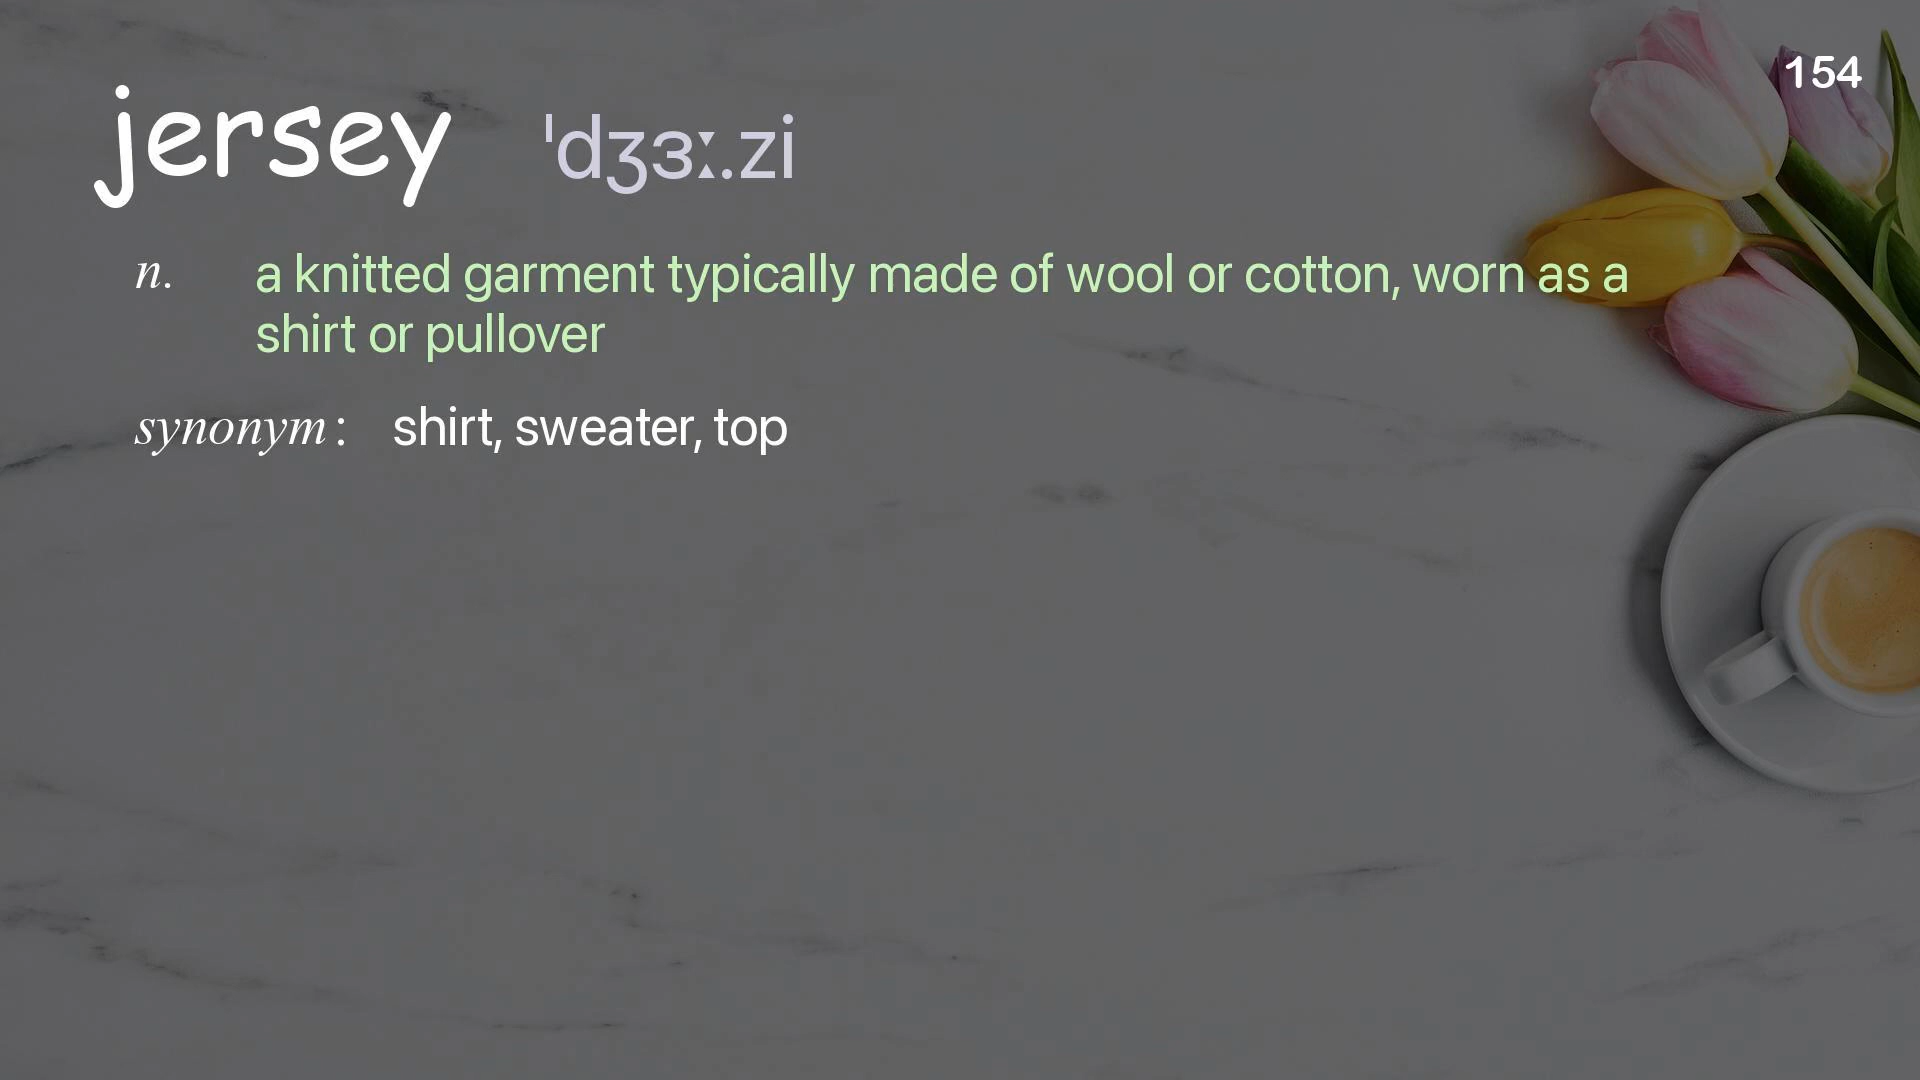 154
jersey ˈdʒɜː.zi
n. a knitted garment typically made of wool or cotton, worn as a
shirt or pullover
synonym: shirt, sweater, top